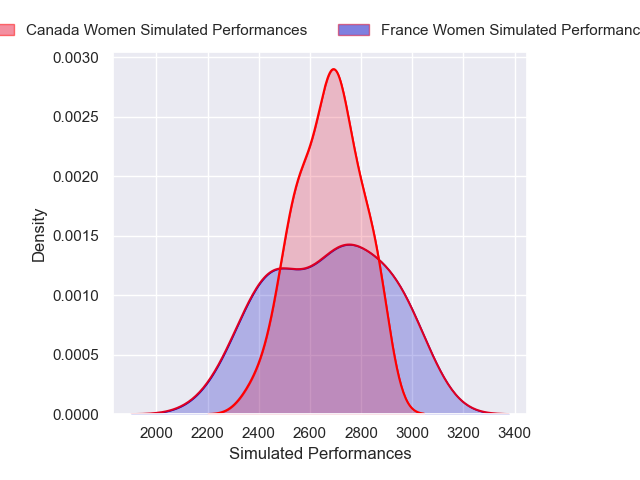 Canada Women Simulated Performances
France Women Simulated Performanc
0.0030
0.0025
0.0020
0.0015
0.0010
0.0005
0.0000
Density
2000 2200 2400 2600 2800 3000 3200 3400
Simulated Performances